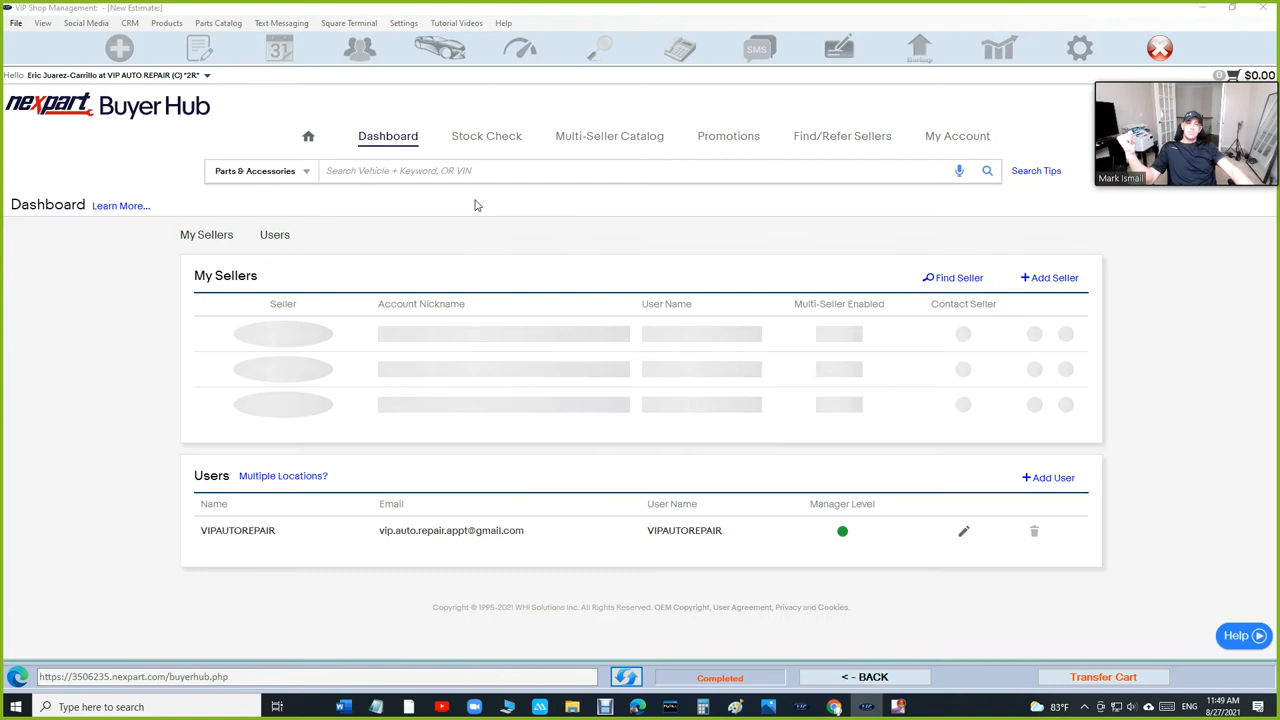 VIP Shop Management: - [New Estimate:]
File View Social Media CRM Products Parts Catalog Text Messaging Square Terminal Settings Tutorial Videos Help
31 SMS Backup
Hello Eric Juarez-Carrillo at VIP AUTO REPAIR (C) *2R* 0 $0.00
nexpart Buyer Hub
Dashboard Stock Check Multi-Seller Catalog Promotions Find/Refer Sellers My Account
Parts & Accessories Search Vehicle + Keyword, OR VIN Search Tips
Mark Ismail
Dashboard Learn More...
My Sellers Users
My Sellers Find Seller + Add Seller
Seller Account Nickname User Name Multi-Seller Enabled Contact Seller
Users Multiple Locations? + Add User
Name Email User Name Manager Level
VIPAUTOREPAIR vip.auto.repair.appt@gmail.com VIPAUTOREPAIR
Copyright © 1995-2021 WHI Solutions Inc. All Rights Reserved. OEM Copyright, User Agreement, Privacy and Cookies.
Help
https://3506235.nexpart.com/buyerhub.php Completed < - BACK Transfer Cart
Type here to search 83°F 11:49 AM
8/27/2021